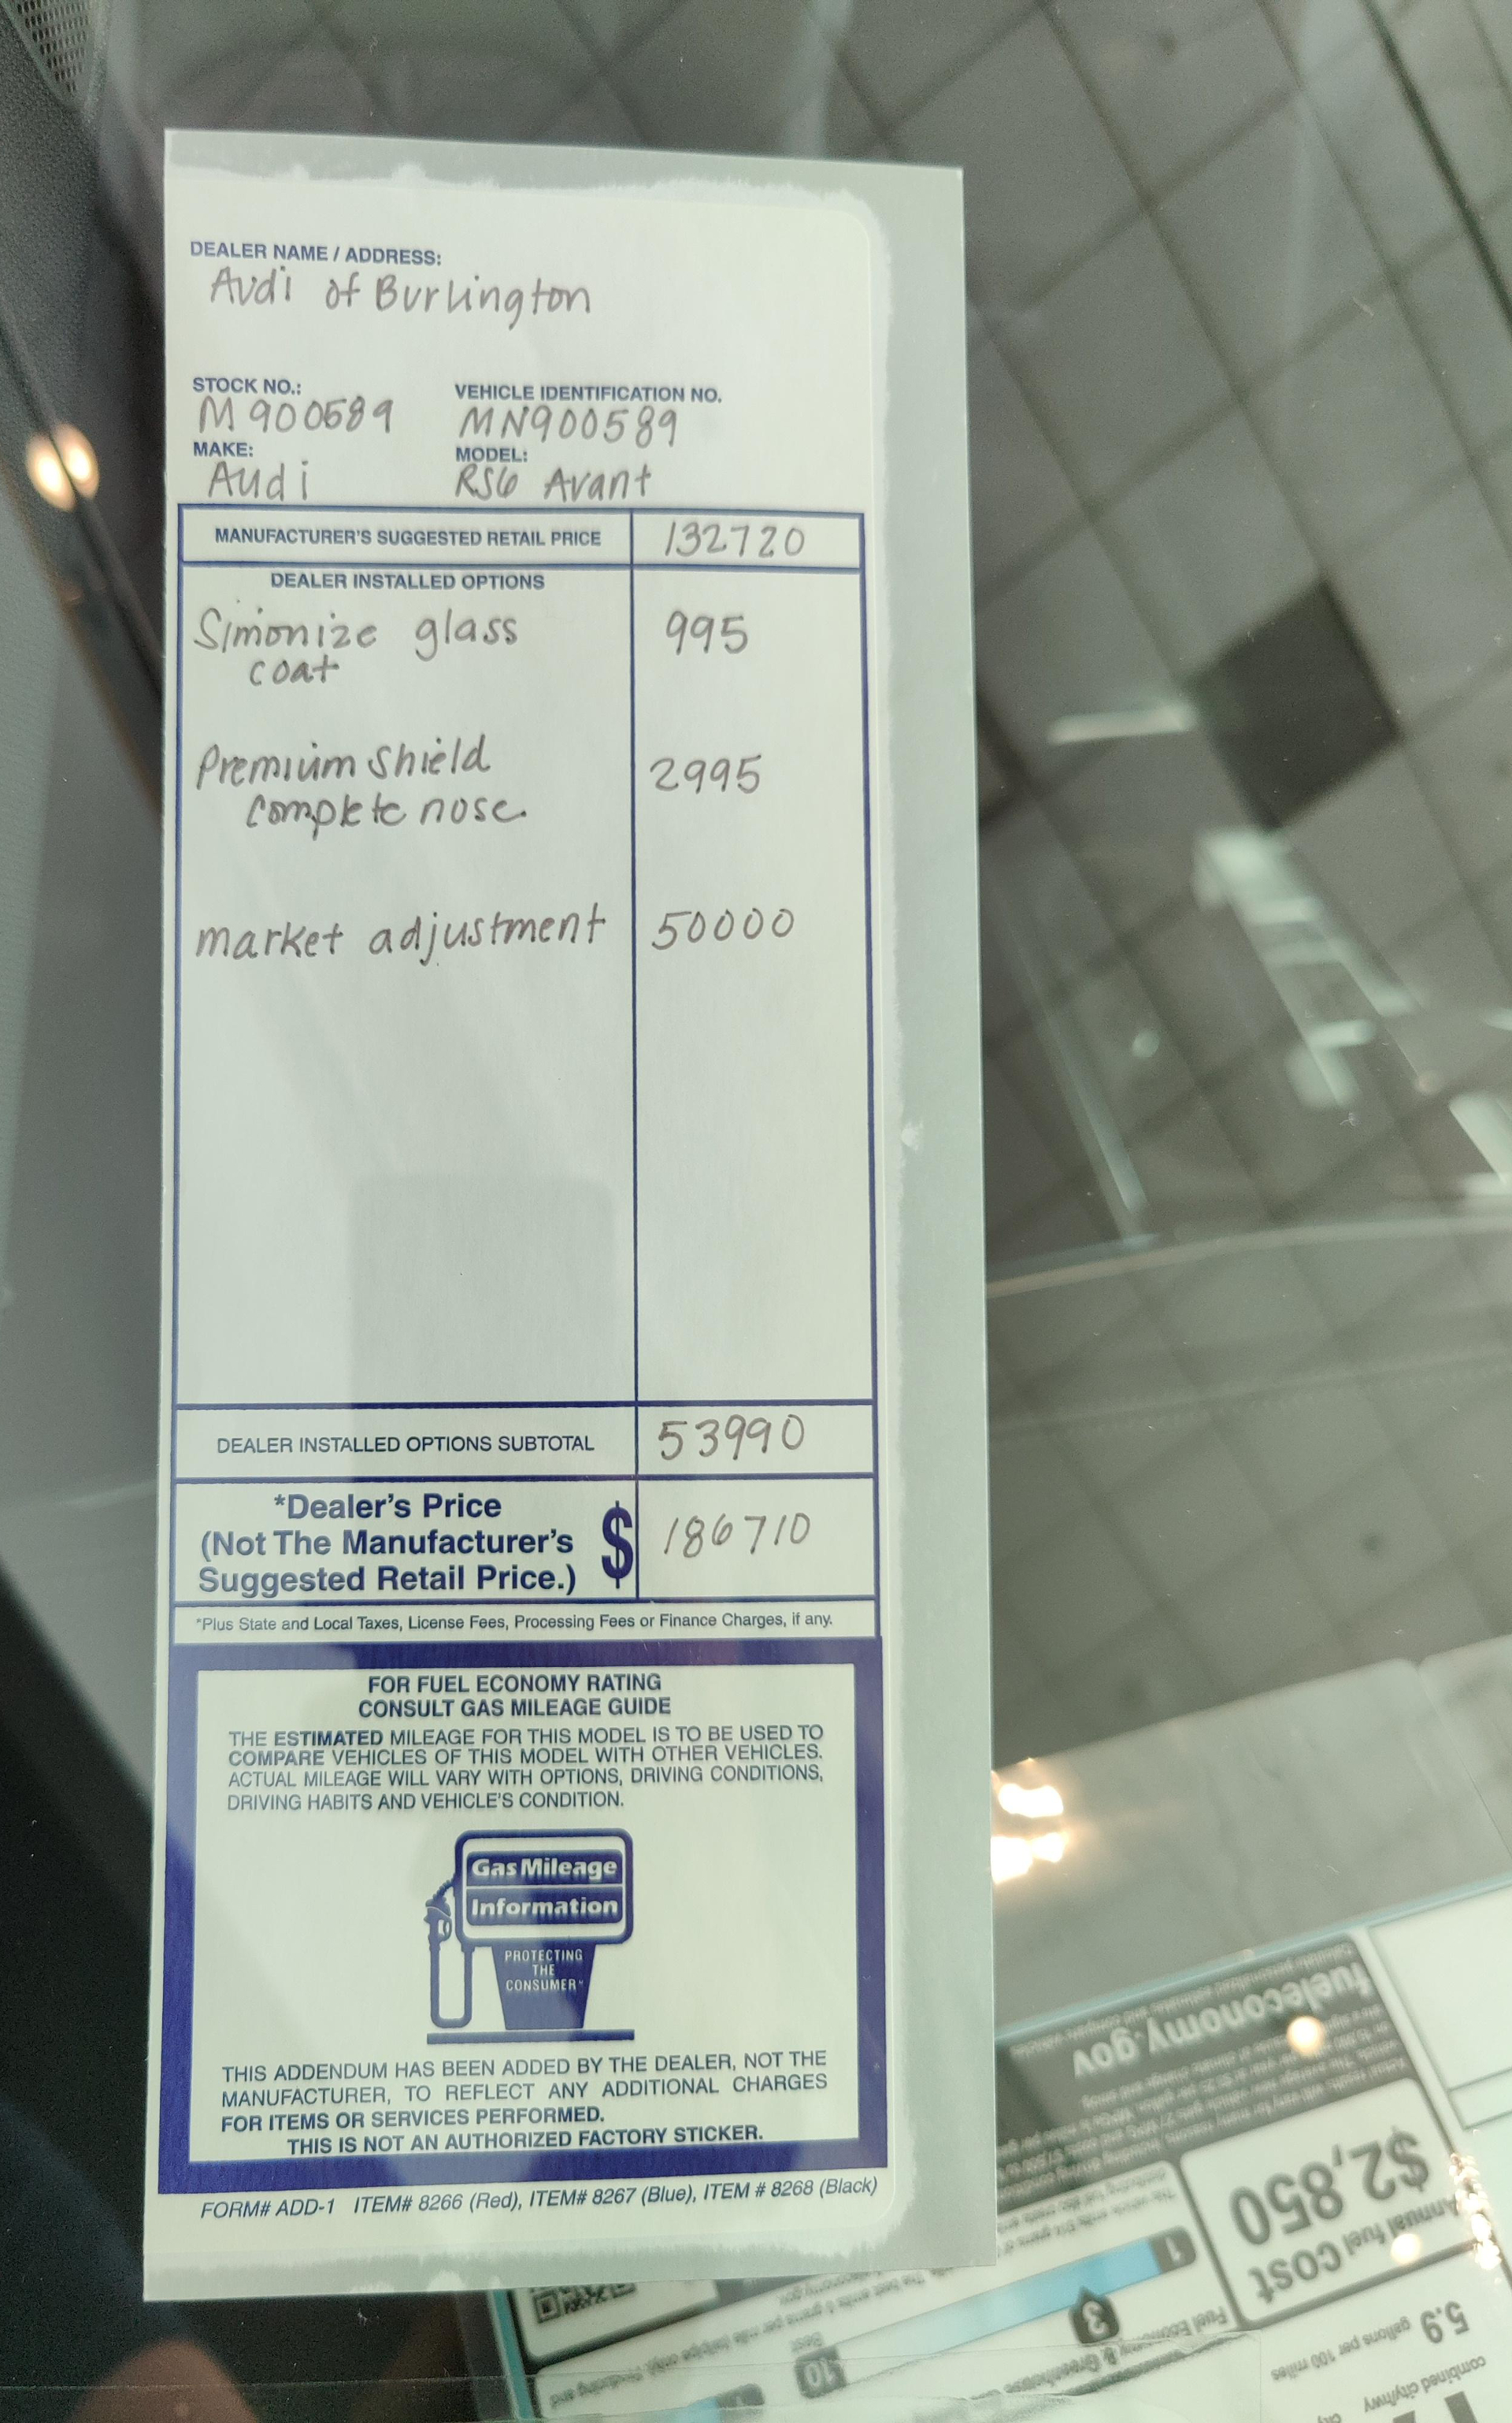 DEALER NAME / ADDRESS:
Audi of Burlington
STOCK NO.: VEHICLE IDENTIFICATION NO.
M900589 MN900589
MAKE: MODEL:
Audi RS6 Avant
MANUFACTURER'S SUGGESTED RETAIL PRICE 132720
DEALER INSTALLED OPTIONS
Simonize glass 995
coat
Premium Shield 2995
complete nose
market adjustment 50000
DEALER INSTALLED OPTIONS SUBTOTAL 53990
*Dealer's Price
(Not The Manufacturer's $ 186710
Suggested Retail Price.)
*Plus State and Local Taxes, License Fees, Processing Fees or Finance Charges, if any.
FOR FUEL ECONOMY RATING
CONSULT GAS MILEAGE GUIDE
THE ESTIMATED MILEAGE FOR THIS MODEL IS TO BE USED TO
COMPARE VEHICLES OF THIS MODEL WITH OTHER VEHICLES.
ACTUAL MILEAGE WILL VARY WITH OPTIONS, DRIVING CONDITIONS,
DRIVING HABITS AND VEHICLE'S CONDITION.
Gas Mileage
Information
PROTECTING
THE
CONSUMER
THIS ADDENDUM HAS BEEN ADDED BY THE DEALER, NOT THE
MANUFACTURER, TO REFLECT ANY ADDITIONAL CHARGES
FOR ITEMS OR SERVICES PERFORMED.
THIS IS NOT AN AUTHORIZED FACTORY STICKER.
FORM# ADD-1 ITEM# 8266 (Red), ITEM# 8267 (Blue), ITEM # 8268 (Black)
fueleconomy.gov
Annual fuel cost
$2,850
1
3
10
Fuel Economy & Greenhouse
Best
5.9 gallons per 100 miles
combined city/hwy